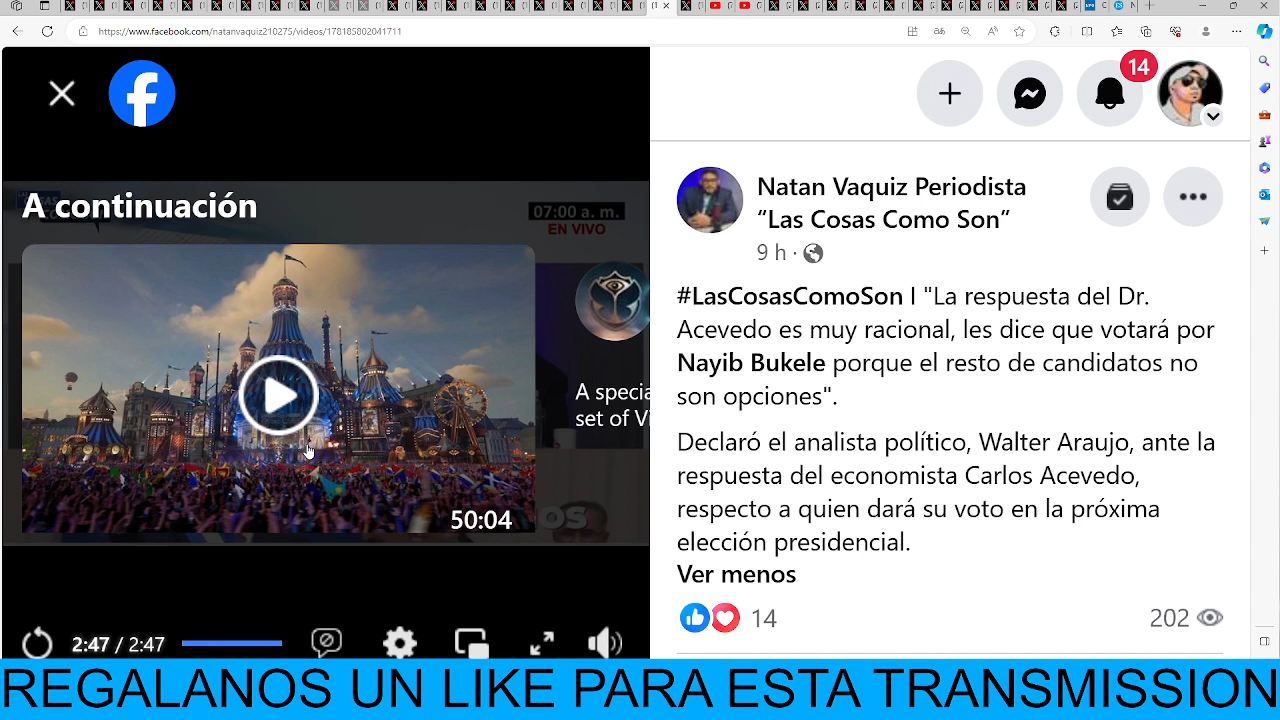 https://www.facebook.com/natanvaquiz210275/videos/178185802041711
14
A continuación
07:00 a. m.
EN VIVO
A specia
set of Vi
50:04
2:47 / 2:47
Natan Vaquiz Periodista
“Las Cosas Como Son”
9 h ·
#LasCosasComoSon I "La respuesta del Dr.
Acevedo es muy racional, les dice que votará por
Nayib Bukele porque el resto de candidatos no
son opciones".
Declaró el analista político, Walter Araujo, ante la
respuesta del economista Carlos Acevedo,
respecto a quien dará su voto en la próxima
elección presidencial.
Ver menos
14
202
REGALANOS UN LIKE PARA ESTA TRANSMISSION